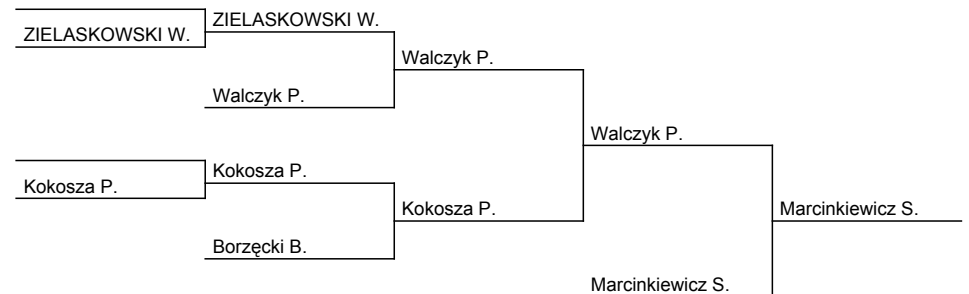 ZIELASKOWSKI W.
ZIELASKOWSKI W.
Walczyk P.
Walczyk P.
Walczyk P.
Kokosza P.
Kokosza P.
Kokosza P.
Marcinkiewicz S.
Borzęcki B.
Marcinkiewicz S.